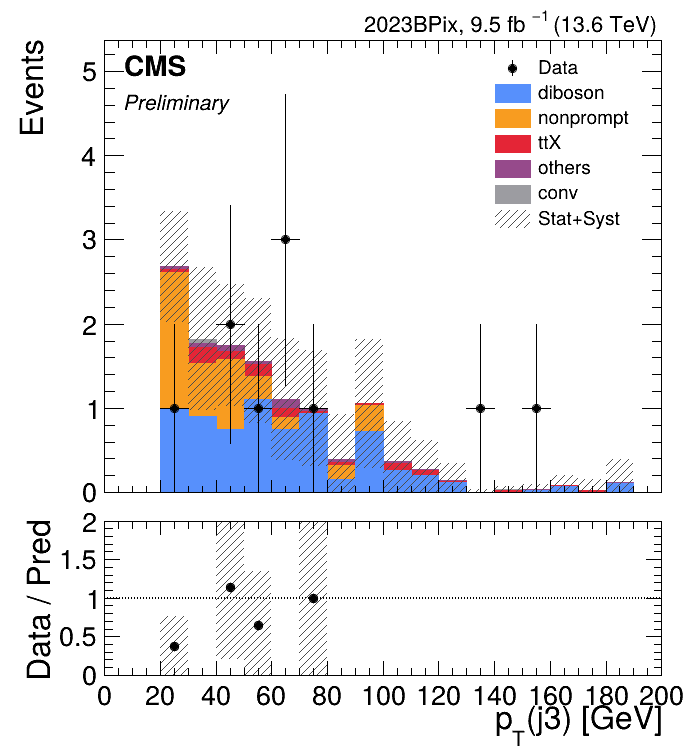 2023BPix, 9.5 fb⁻¹ (13.6 TeV)
Events
CMS
Preliminary
Data
diboson
nonprompt
ttX
others
conv
Stat+Syst
5
4
3
2
1
0
Data / Pred
2
1.5
1
0.5
0
0 20 40 60 80 100 120 140 160 180 200
p_T(j3) [GeV]